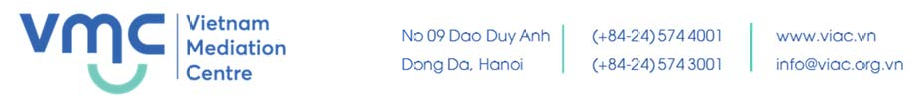 vmc
Vietnam
Mediation
Centre
No 09 Dao Duy Anh
Dong Da, Hanoi
(+84-24) 574 4001
(+84-24) 574 3001
www.viac.vn
info@viac.org.vn